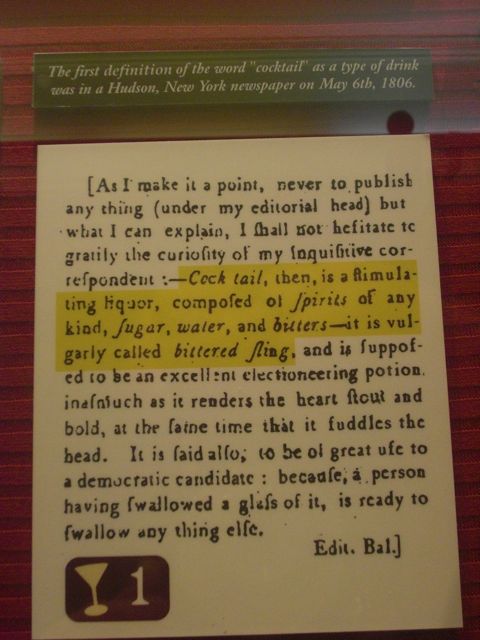 The first definition of the word "cocktail" as a type of drink
was in a Hudson, New York newspaper on May 6th, 1806.
[As I make it a point, never to publish
any thing (under my editorial head) but
what I can explain, I ſhall not heſitate to
gratify the curioſity of my inquiſitive cor-
reſpondent :—Cock tail, then, is a ſtimula-
ting liquor, compoſed of ſpirits of any
kind, ſugar, water, and bitters—it is vul-
garly called bittered ſling, and is ſuppoſ-
ed to be an excellent electioneering potion
inaſmuch as it renders the heart ſtout and
bold, at the ſame time that it fuddles the
head. It is ſaid alſo, to be of great uſe to
a democratic candidate : becauſe, a perſon
having ſwallowed a glaſs of it, is ready to
ſwallow any thing elſe.
Edit. Bal.]
1